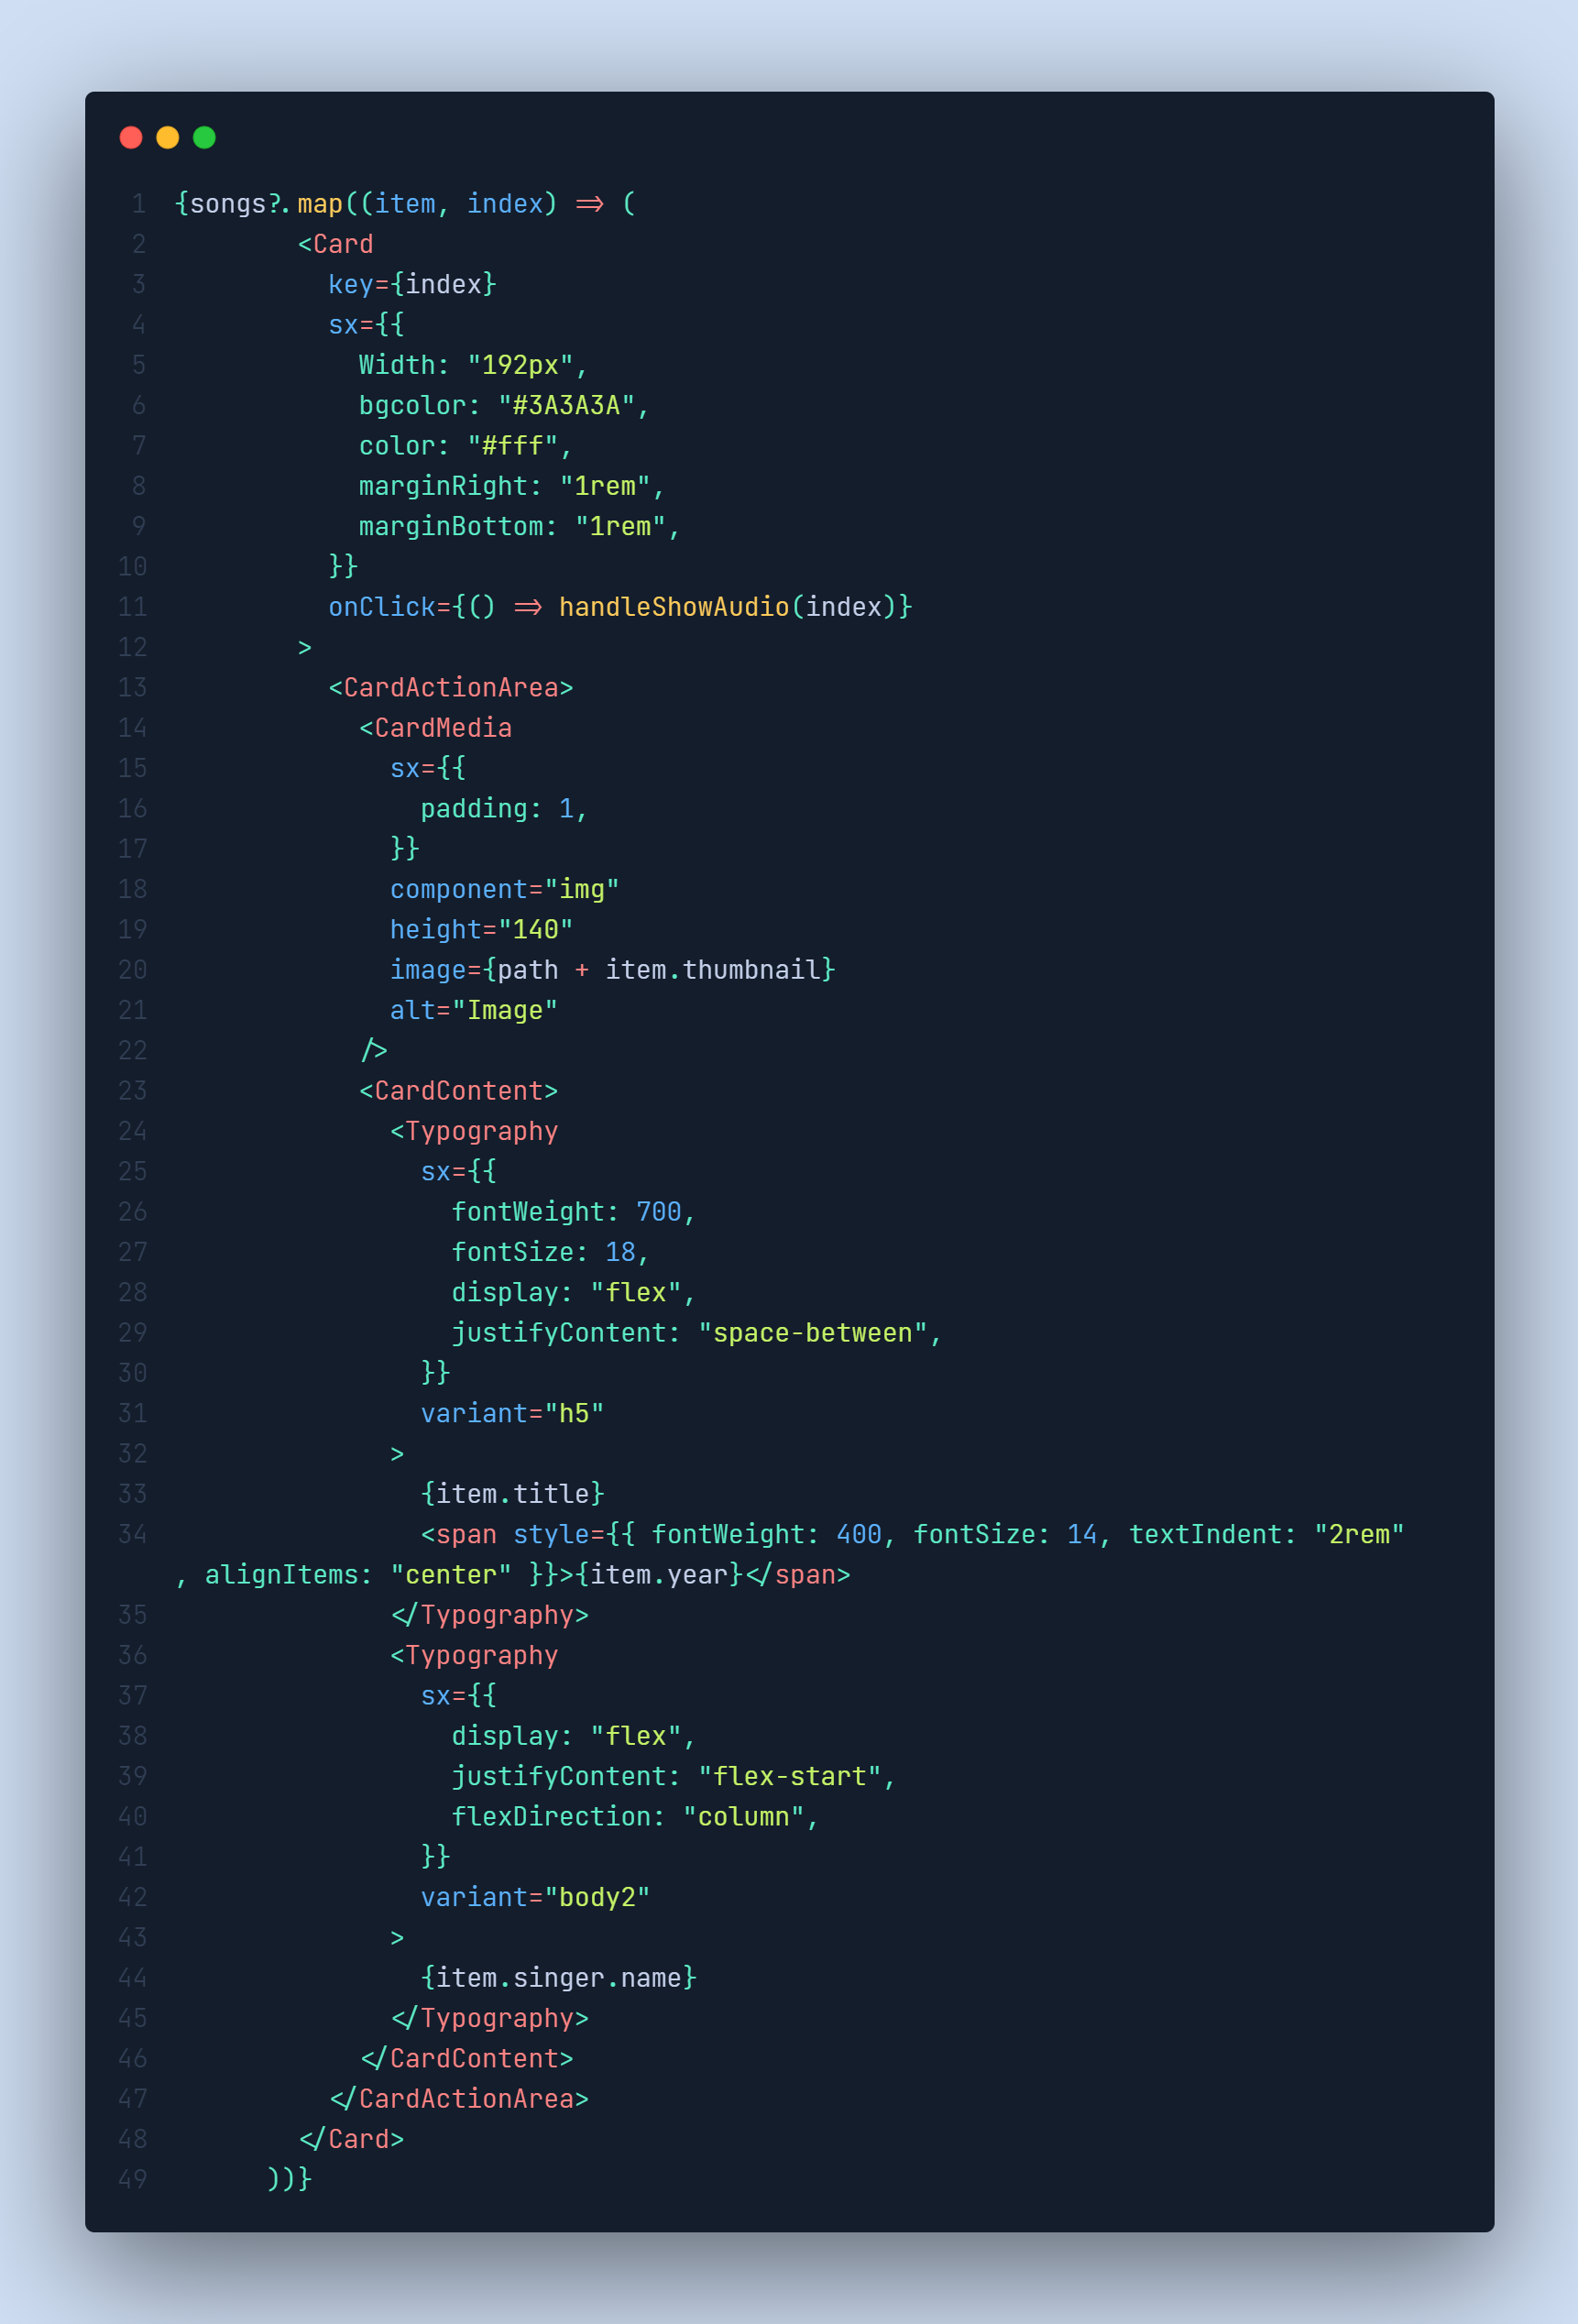 1 {songs?.map((item, index) => (
2         <Card
3           key={index}
4           sx={{
5             Width: "192px",
6             bgcolor: "#3A3A3A",
7             color: "#fff",
8             marginRight: "1rem",
9             marginBottom: "1rem",
10           }}
11           onClick={() => handleShowAudio(index)}
12         >
13           <CardActionArea>
14             <CardMedia
15               sx={{
16                 padding: 1,
17               }}
18               component="img"
19               height="140"
20               image={path + item.thumbnail}
21               alt="Image"
22             />
23             <CardContent>
24               <Typography
25                 sx={{
26                   fontWeight: 700,
27                   fontSize: 18,
28                   display: "flex",
29                   justifyContent: "space-between",
30                 }}
31                 variant="h5"
32               >
33                 {item.title}
34                 <span style={{ fontWeight: 400, fontSize: 14, textIndent: "2rem"
, alignItems: "center" }}>{item.year}</span>
35               </Typography>
36               <Typography
37                 sx={{
38                   display: "flex",
39                   justifyContent: "flex-start",
40                   flexDirection: "column",
41                 }}
42                 variant="body2"
43               >
44                 {item.singer.name}
45               </Typography>
46             </CardContent>
47           </CardActionArea>
48         </Card>
49       ))}